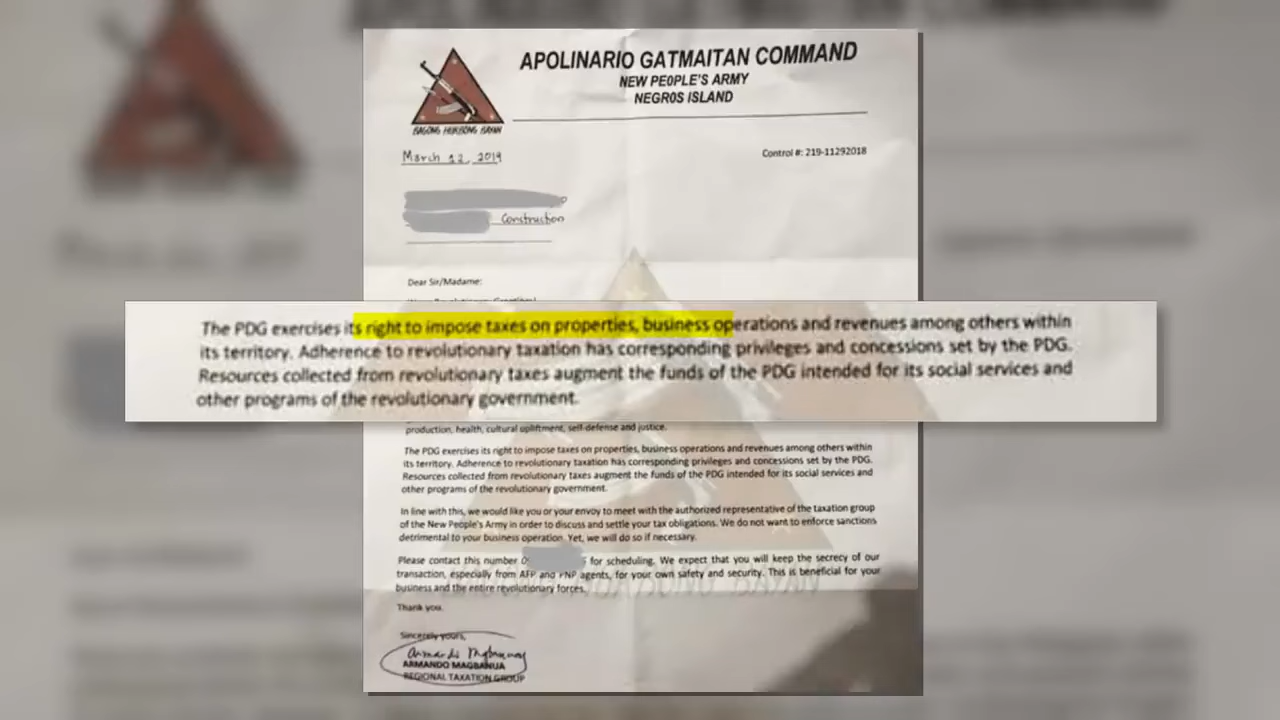 APOLINARIO GATMAITAN COMMAND
NEW PEOPLE'S ARMY
NEGROS ISLAND
BAGONG HUKBONG BAYAN
March 12, 2019
Control #: 219-11292018
Construction
Dear Sir/Madame:
The PDG exercises its right to impose taxes on properties, business operations and revenues among others within
its territory. Adherence to revolutionary taxation has corresponding privileges and concessions set by the PDG.
Resources collected from revolutionary taxes augment the funds of the PDG intended for its social services and
other programs of the revolutionary government.
production, health, cultural upliftment, self-defense and justice.
The PDG exercises its right to impose taxes on properties, business operations and revenues among others within
its territory. Adherence to revolutionary taxation has corresponding privileges and concessions set by the PDG.
Resources collected from revolutionary taxes augment the funds of the PDG intended for its social services and
other programs of the revolutionary government.
In line with this, we would like you or your envoy to meet with the authorized representative of the taxation group
of the New People's Army in order to discuss and settle your tax obligations. We do not want to enforce sanctions
detrimental to your business operation. Yet, we will do so if necessary.
Please contact this number 0 for scheduling. We expect that you will keep the secrecy of our
transaction, especially from AFP and PNP agents, for your own safety and security. This is beneficial for your
business and the entire revolutionary forces.
Thank you.
Sincerely yours,
Armando Magbanua
ARMANDO MAGBANUA
REGIONAL TAXATION GROUP